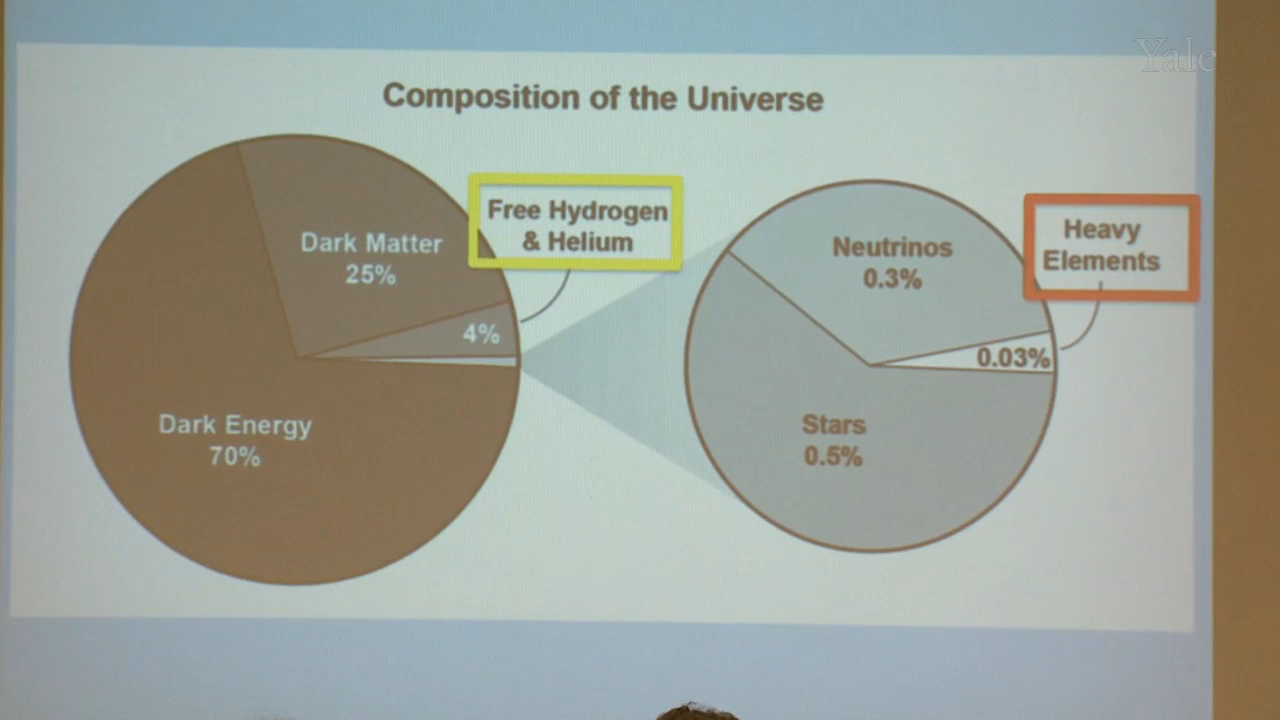 Yale
Composition of the Universe
Dark Matter
25%
Free Hydrogen
& Helium
4%
Dark Energy
70%
Neutrinos
0.3%
Heavy
Elements
0.03%
Stars
0.5%